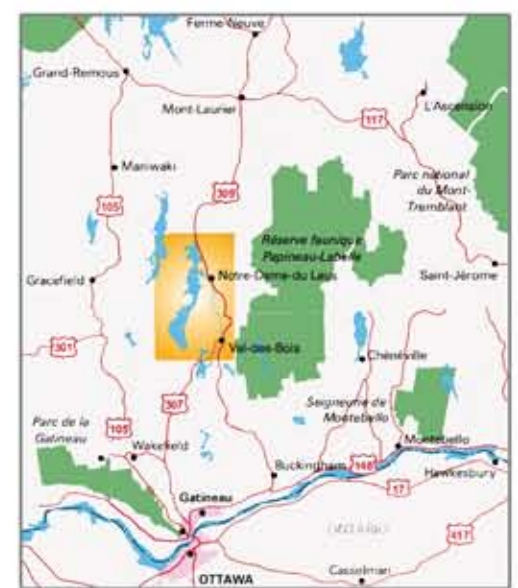 Ferme-Neuve
Grand-Remous
Mont-Laurier
L'Ascension
117
Maniwaki
Parc national
du Mont-
Tremblant
309
105
Réserve faunique
Papineau-Labelle
Gracefield
Notre-Dame-du Laus
Saint-Jérome
301
Val-des-Bois
Chénéville
307
Seigneurie de
Montebello
105
Parc de la
Gatineau
Wakefield
Montebello
Buckingham
148
Hawkesbury
17
Gatineau
ONTARIO
417
OTTAWA
Casselman